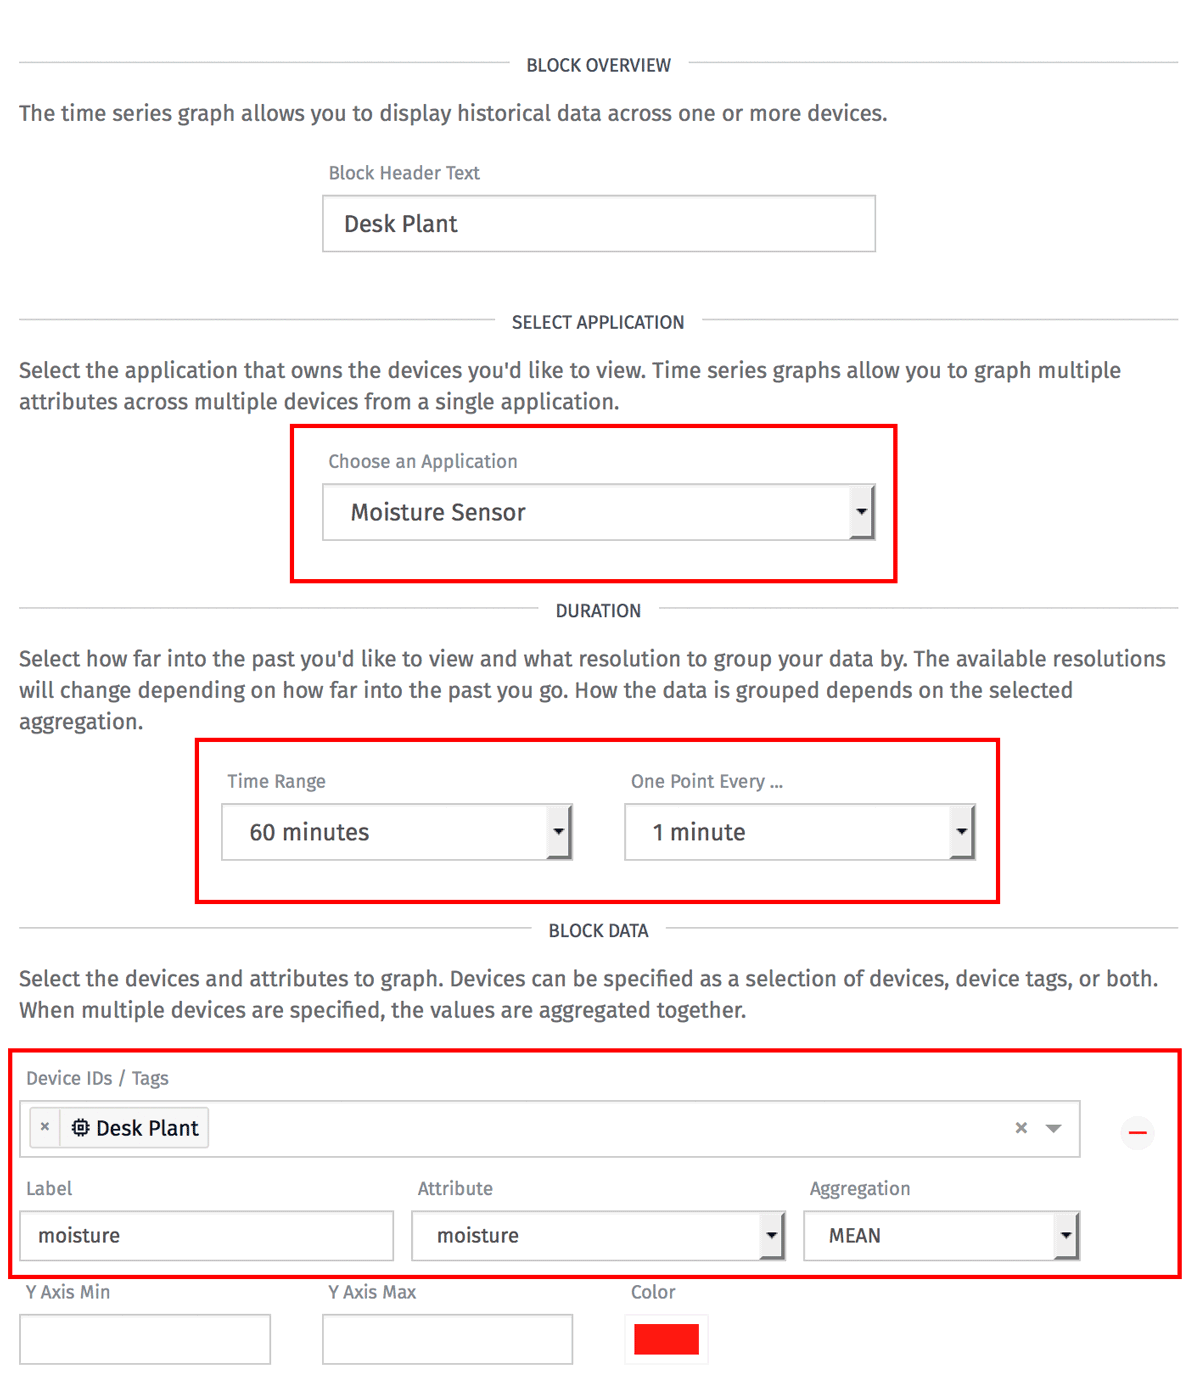 BLOCK OVERVIEW
The time series graph allows you to display historical data across one or more devices.
Block Header Text
Desk Plant
SELECT APPLICATION
Select the application that owns the devices you'd like to view. Time series graphs allow you to graph multiple
attributes across multiple devices from a single application.
Choose an Application
Moisture Sensor
DURATION
Select how far into the past you'd like to view and what resolution to group your data by. The available resolutions
will change depending on how far into the past you go. How the data is grouped depends on the selected
aggregation.
Time Range One Point Every ...
60 minutes 1 minute
BLOCK DATA
Select the devices and attributes to graph. Devices can be specified as a selection of devices, device tags, or both.
When multiple devices are specified, the values are aggregated together.
Device IDs / Tags
× Desk Plant ×
Label Attribute Aggregation
moisture moisture MEAN
Y Axis Min Y Axis Max Color